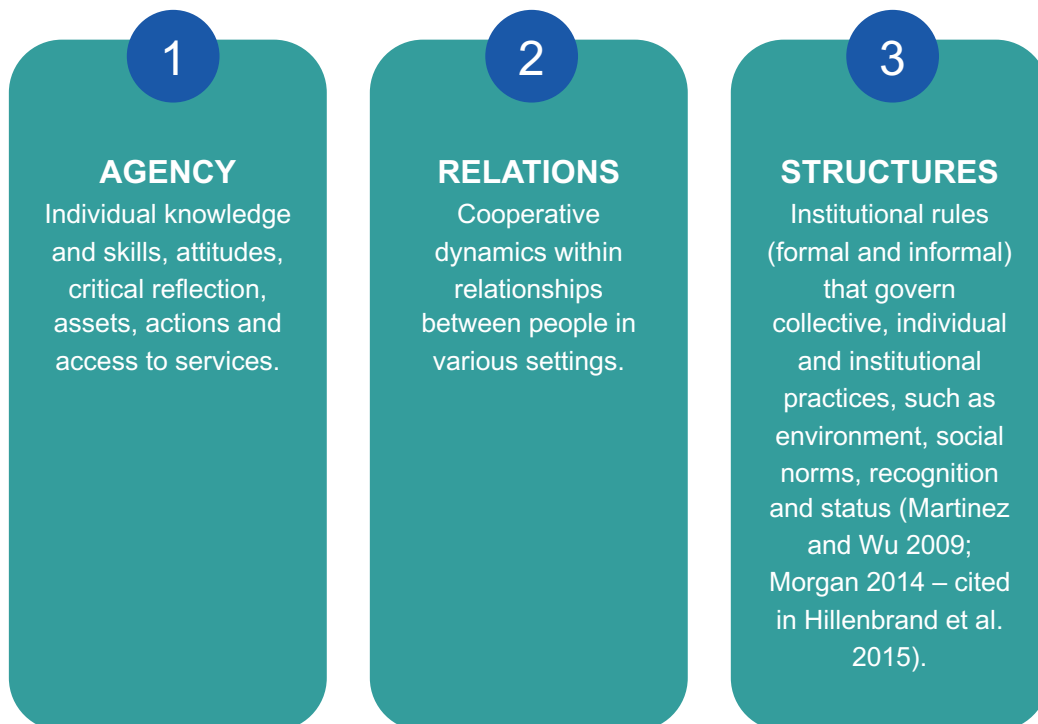 1
AGENCY
Individual knowledge
and skills, attitudes,
critical reflection,
assets, actions and
access to services.
2
RELATIONS
Cooperative
dynamics within
relationships
between people in
various settings.
3
STRUCTURES
Institutional rules
(formal and informal)
that govern
collective, individual
and institutional
practices, such as
environment, social
norms, recognition
and status (Martinez
and Wu 2009;
Morgan 2014 – cited
in Hillenbrand et al.
2015).